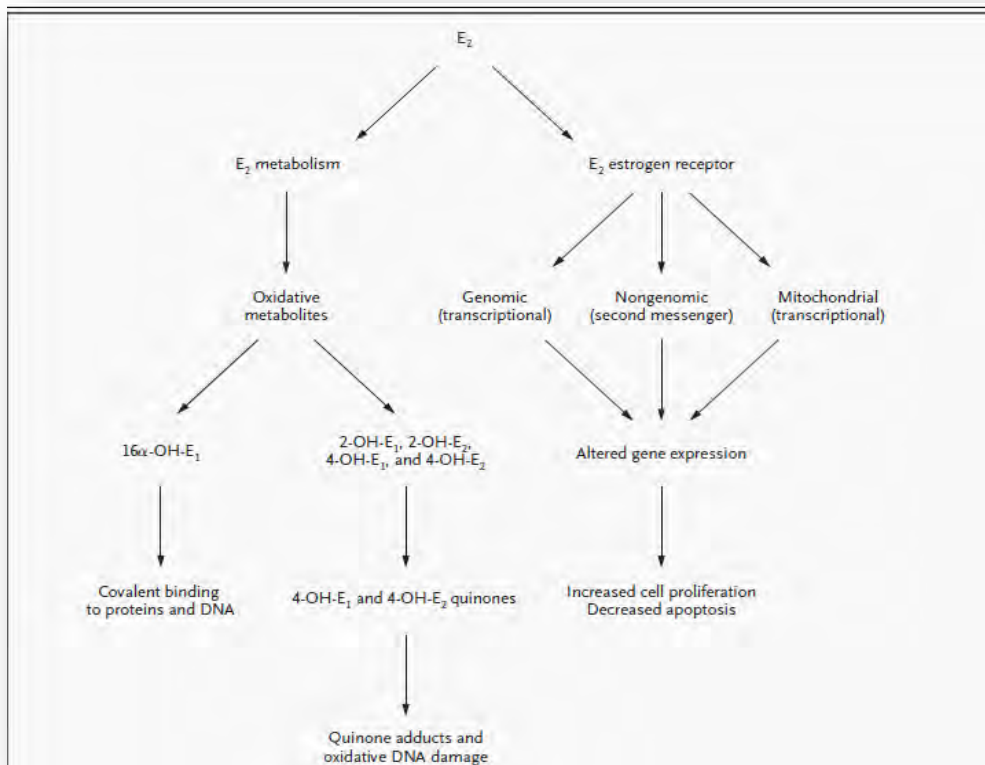 E₂
E₂ metabolism
E₂ estrogen receptor
Oxidative
metabolites
Genomic
(transcriptional)
Nongenomic
(second messenger)
Mitochondrial
(transcriptional)
16α-OH-E₁
2-OH-E₁, 2-OH-E₂,
4-OH-E₁, and 4-OH-E₂
Altered gene expression
Covalent binding
to proteins and DNA
4-OH-E₁ and 4-OH-E₂ quinones
Increased cell proliferation
Decreased apoptosis
Quinone adducts and
oxidative DNA damage